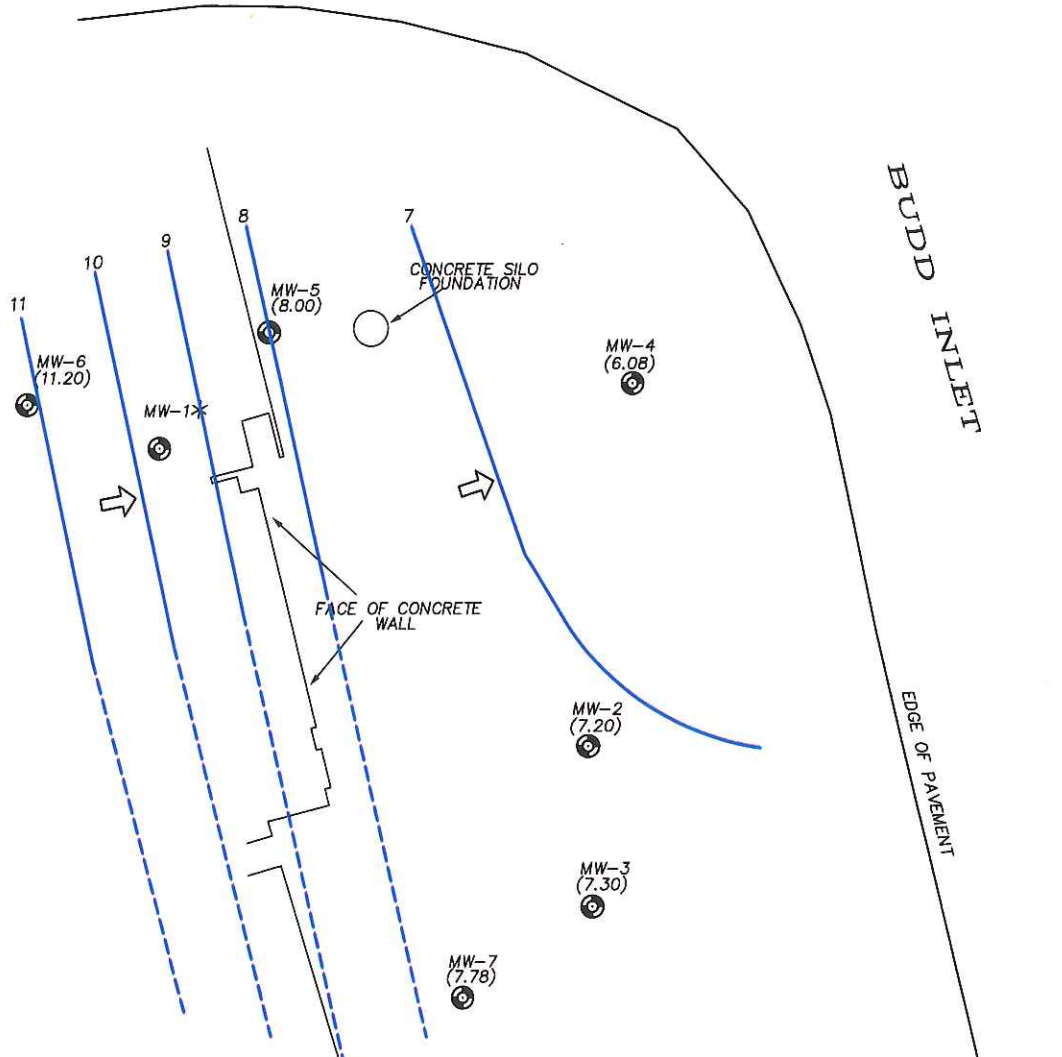 8
7
9
10
11
BUDD INLET
CONCRETE SILO
FOUNDATION
MW-5
(8.00)
MW-4
(6.08)
MW-6
(11.20)
MW-1*
FACE OF CONCRETE
WALL
MW-2
(7.20)
EDGE OF PAVEMENT
MW-3
(7.30)
MW-7
(7.78)